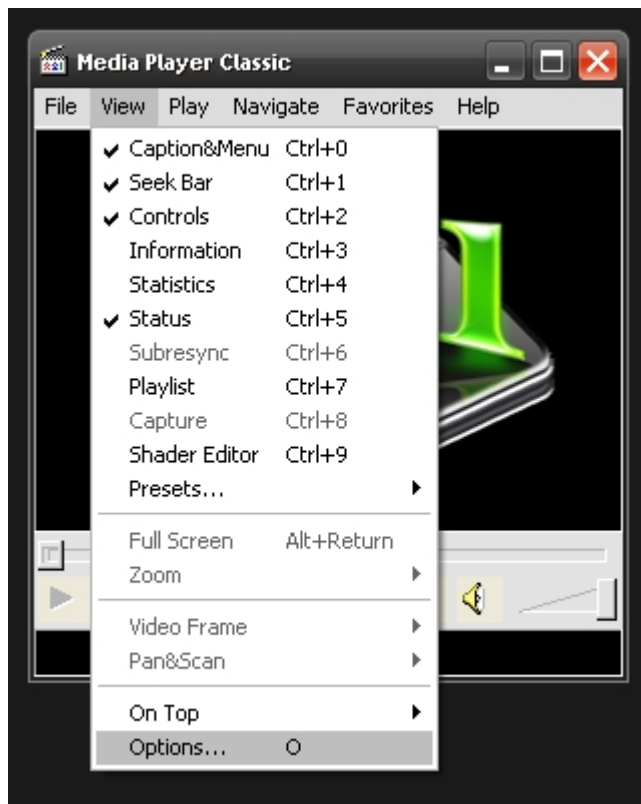 Media Player Classic
File View Play Navigate Favorites Help
Caption&Menu Ctrl+0
Seek Bar Ctrl+1
Controls Ctrl+2
Information Ctrl+3
Statistics Ctrl+4
Status Ctrl+5
Subresync Ctrl+6
Playlist Ctrl+7
Capture Ctrl+8
Shader Editor Ctrl+9
Presets...
Full Screen Alt+Return
Zoom
Video Frame
Pan&Scan
On Top
Options... O